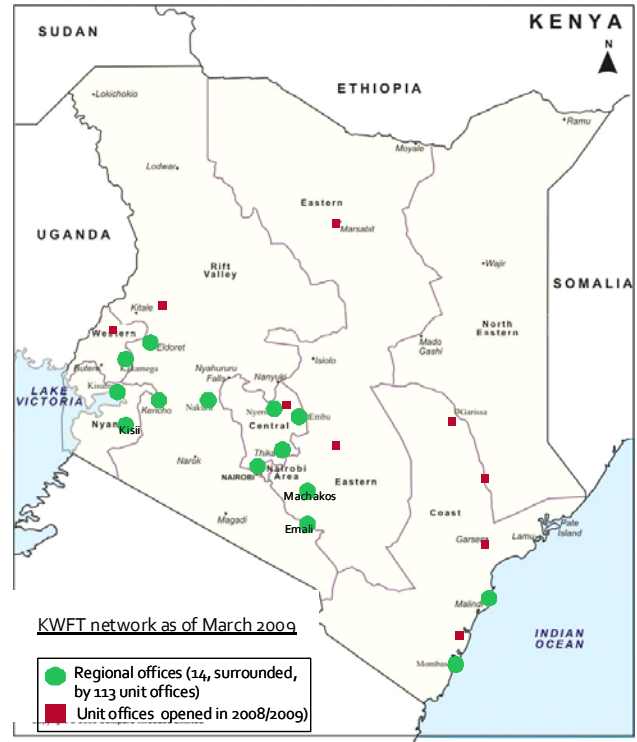 KENYA
SUDAN
N
ETHIOPIA
Lokichokio
Ramu
Moyale
Lodwar
Eastern
Marsabit
UGANDA
Wajir
Rift
Valley
SOMALIA
Kitale
North
Eastern
Western
Eldoret
Mado
Gashi
Isiolo
Butere
Kakamega
Nyahururu
Falls
Nanyuki
LAKE
VICTORIA
Kisumu
Kericho
Nakuru
Nyeri
Embu
Garissa
Central
Kisii
Thika
Narok
NAIROBI
Nairobi
Area
Eastern
Machakos
Magadi
Coast
Emali
Garsen
Lamu
Pate
Island
Malindi
INDIAN
OCEAN
Mombasa
KWFT network as of March 2009
Regional offices (14, surrounded,
by 113 unit offices)
Unit offices opened in 2008/2009)